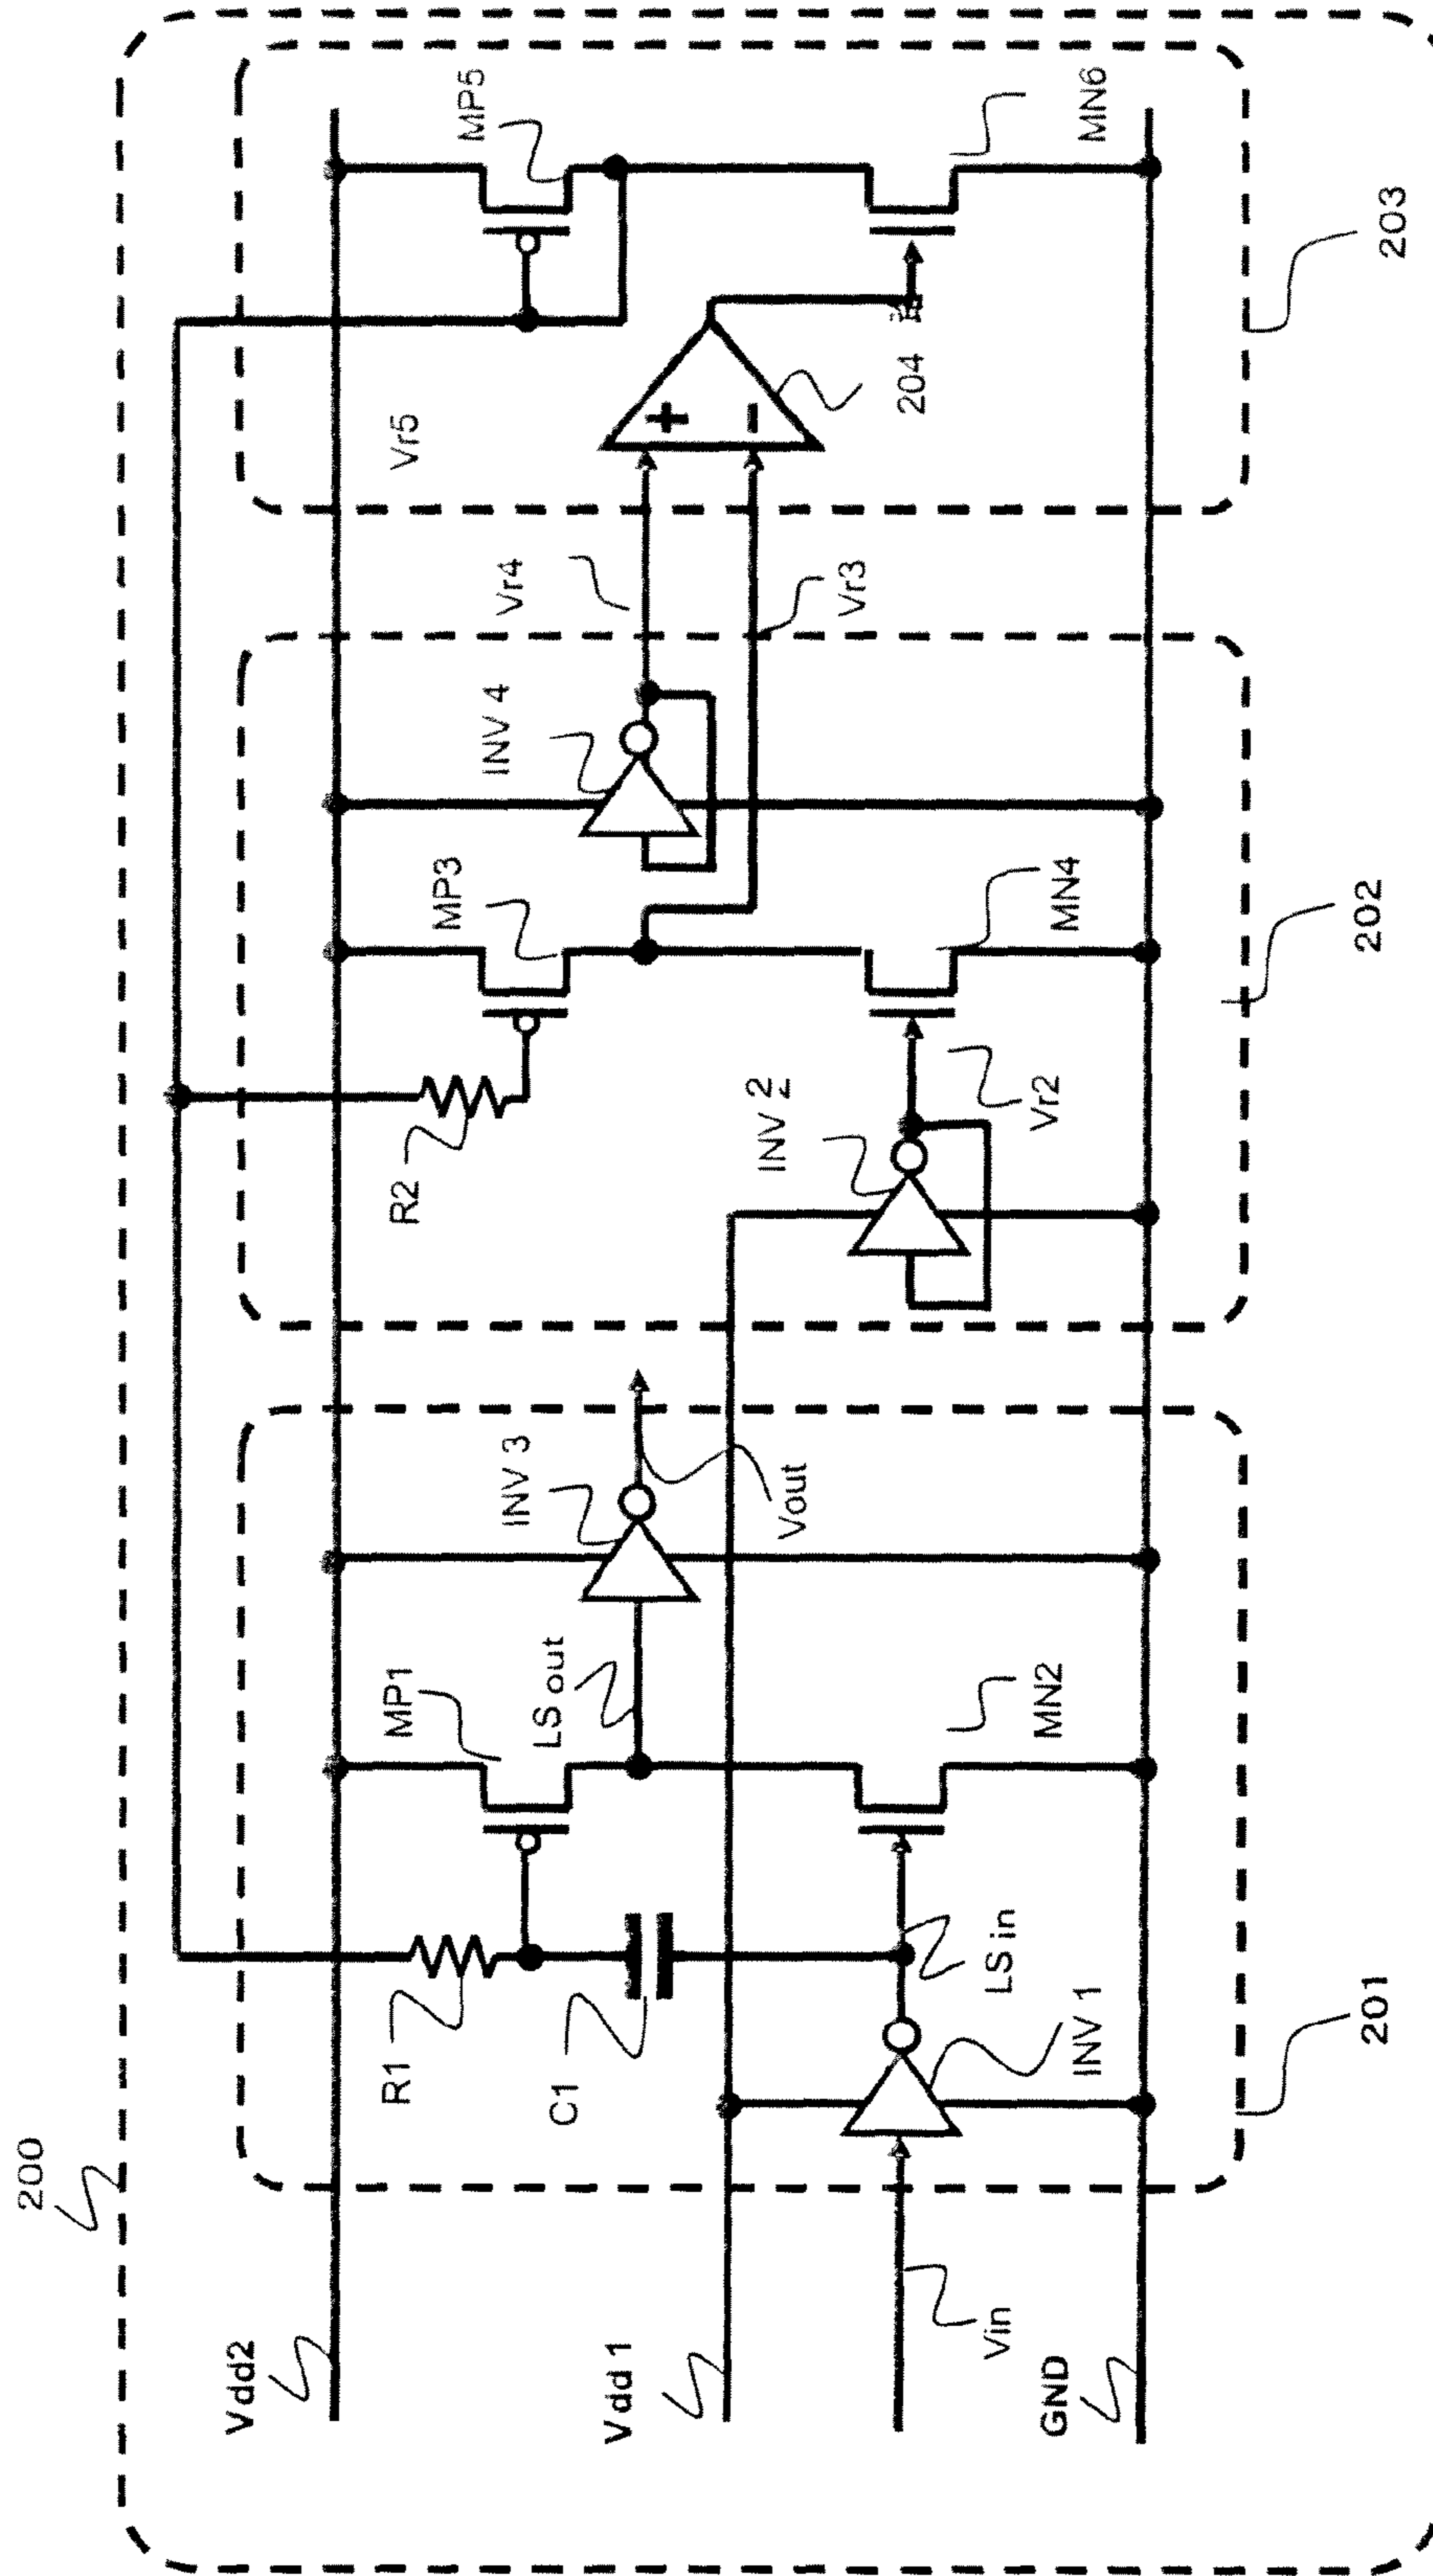 200
Vdd2
Vdd 1
Vin
GND
R1
C1
MP1
LS out
LS in
INV 1
MN2
INV 3
Vout
201
R2
INV 2
Vr2
MP3
MN4
INV 4
202
Vr4
Vr3
Vr5
+
−
204
MP5
MN6
203